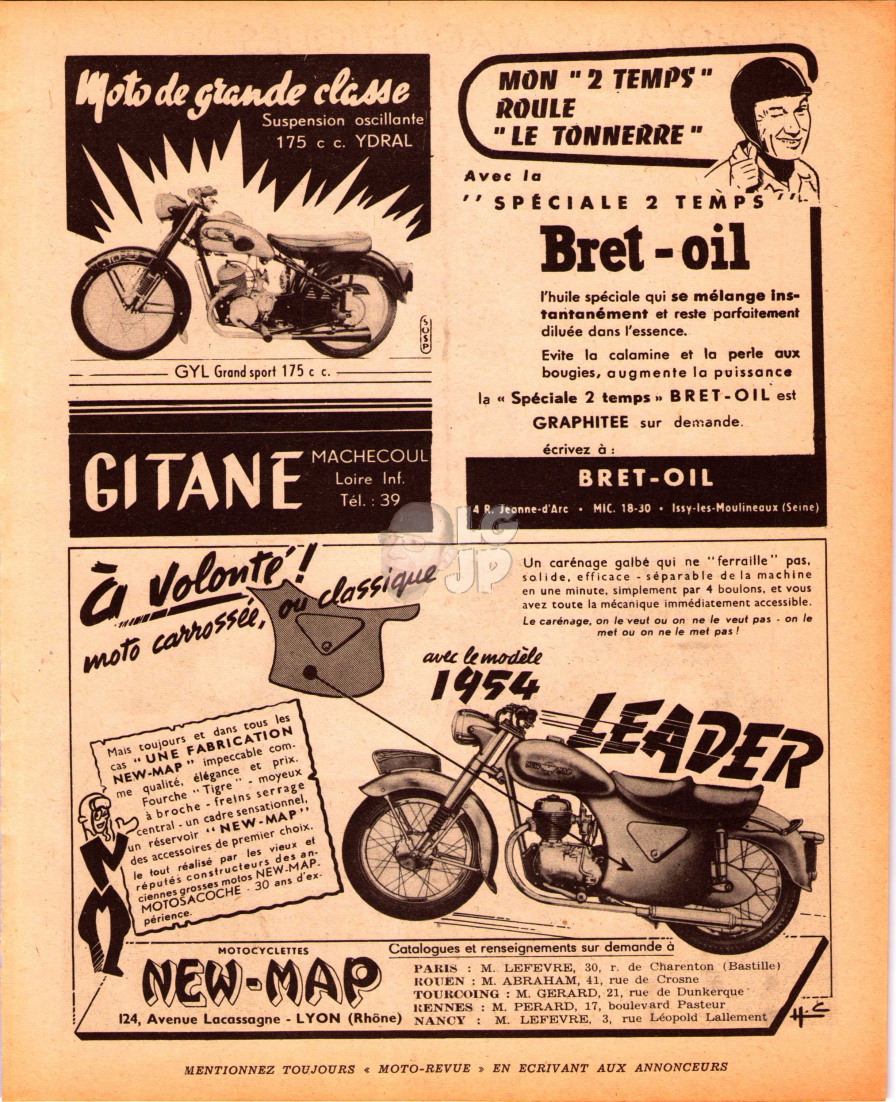 Moto de grande classe
Suspension oscillante
175 c c. YDRAL
SUSP
GYL Grand sport 175 c c.
GITANE
MACHECOUL
Loire Inf.
Tél. : 39
MON " 2 TEMPS "
ROULE
" LE TONNERRE "
Avec la
" SPÉCIALE 2 TEMPS "
Bret-oil
l'huile spéciale qui se mélange ins-
tantanément et reste parfaitement
diluée dans l'essence.
Evite la calamine et la perle aux
bougies, augmente la puissance
la « Spéciale 2 temps » BRET-OIL est
GRAPHITEE sur demande.
écrivez à :
BRET-OIL
4 R. Jeanne-d'Arc • MIC. 18-30 • Issy-les-Moulineaux (Seine)
LG
JP
à Volonté !
moto carrossée, ou classique
Un carénage galbé qui ne "ferraille" pas,
solide, efficace - séparable de la machine
en une minute, simplement par 4 boulons, et vous
avez toute la mécanique immédiatement accessible.
Le carénage, on le veut ou on ne le veut pas - on le
met ou on ne le met pas !
avec le modèle
1954
LEADER
Mais toujours et dans tous les
cas "UNE FABRICATION
NEW-MAP" impeccable com-
me qualité, élégance et prix.
Fourche "Tigre" - moyeux
à broche - freins serrage
central - un cadre sensationnel,
un réservoir "NEW-MAP"
des accessoires de premier choix.
le tout réalisé par les vieux et
réputés constructeurs des an-
ciennes grosses motos NEW-MAP-
MOTOSACOCHE - 30 ans d'ex-
périence.
NEW-MAP
MOTOCYCLETTES
NEW-MAP
124, Avenue Lacassagne - LYON (Rhône)
Catalogues et renseignements sur demande à
PARIS : M. LEFEVRE, 30, r. de Charenton (Bastille)
ROUEN : M. ABRAHAM, 41, rue de Crosne
TOURCOING : M. GERARD, 21, rue de Dunkerque
RENNES : M. PERARD, 17, boulevard Pasteur
NANCY : M. LEFEVRE, 3, rue Léopold Lallement
H.C
MENTIONNEZ TOUJOURS « MOTO-REVUE » EN ECRIVANT AUX ANNONCEURS